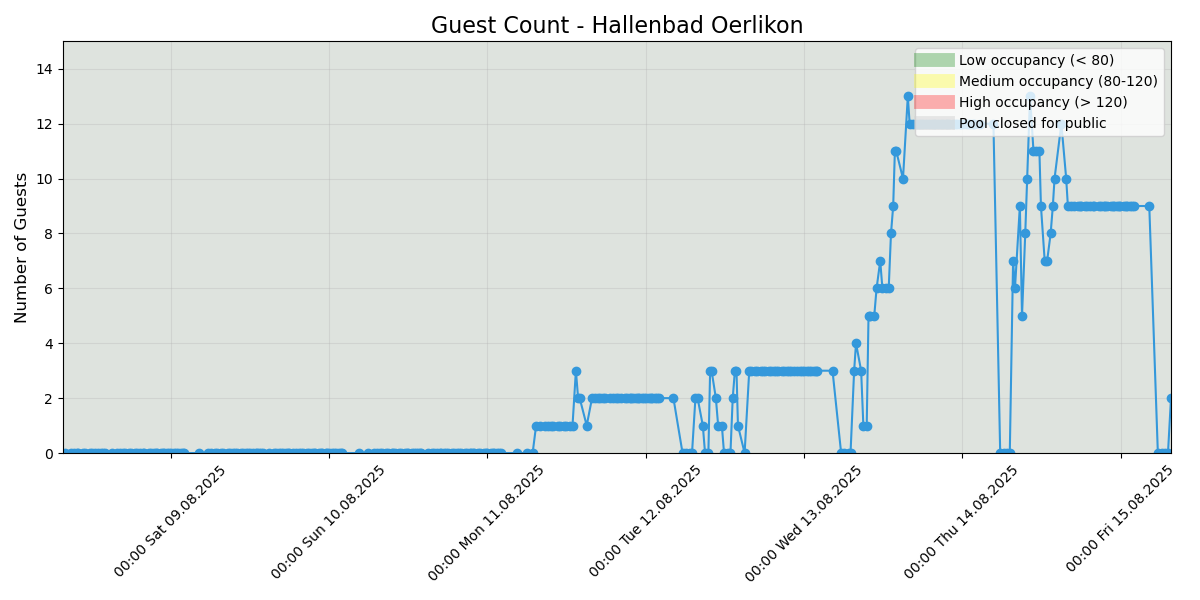 Guest Count - Hallenbad Oerlikon
Low occupancy (< 80)
Medium occupancy (80-120)
High occupancy (> 120)
Pool closed for public
Number of Guests
14
12
10
8
6
4
2
0
00:00 Sat 09.08.2025
00:00 Sun 10.08.2025
00:00 Mon 11.08.2025
00:00 Tue 12.08.2025
00:00 Wed 13.08.2025
00:00 Thu 14.08.2025
00:00 Fri 15.08.2025